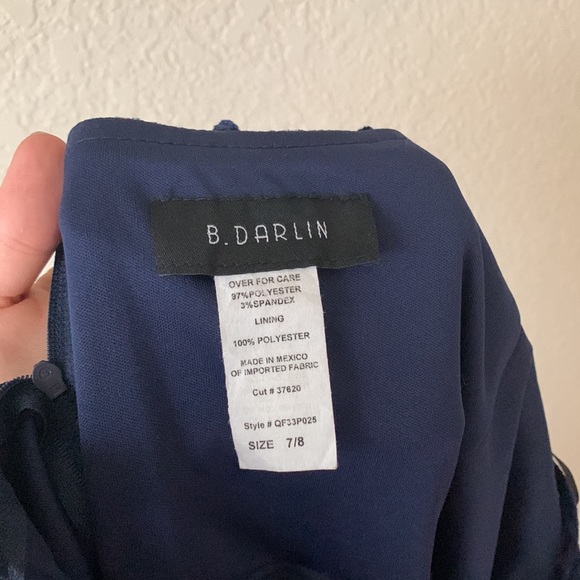 B.DARLIN
OVER FOR CARE
97%POLYESTER
3%SPANDEX
LINING
100% POLYESTER
MADE IN MEXICO
OF IMPORTED FABRIC
Cut # 37620
Style # QF33P025
SIZE 7/8